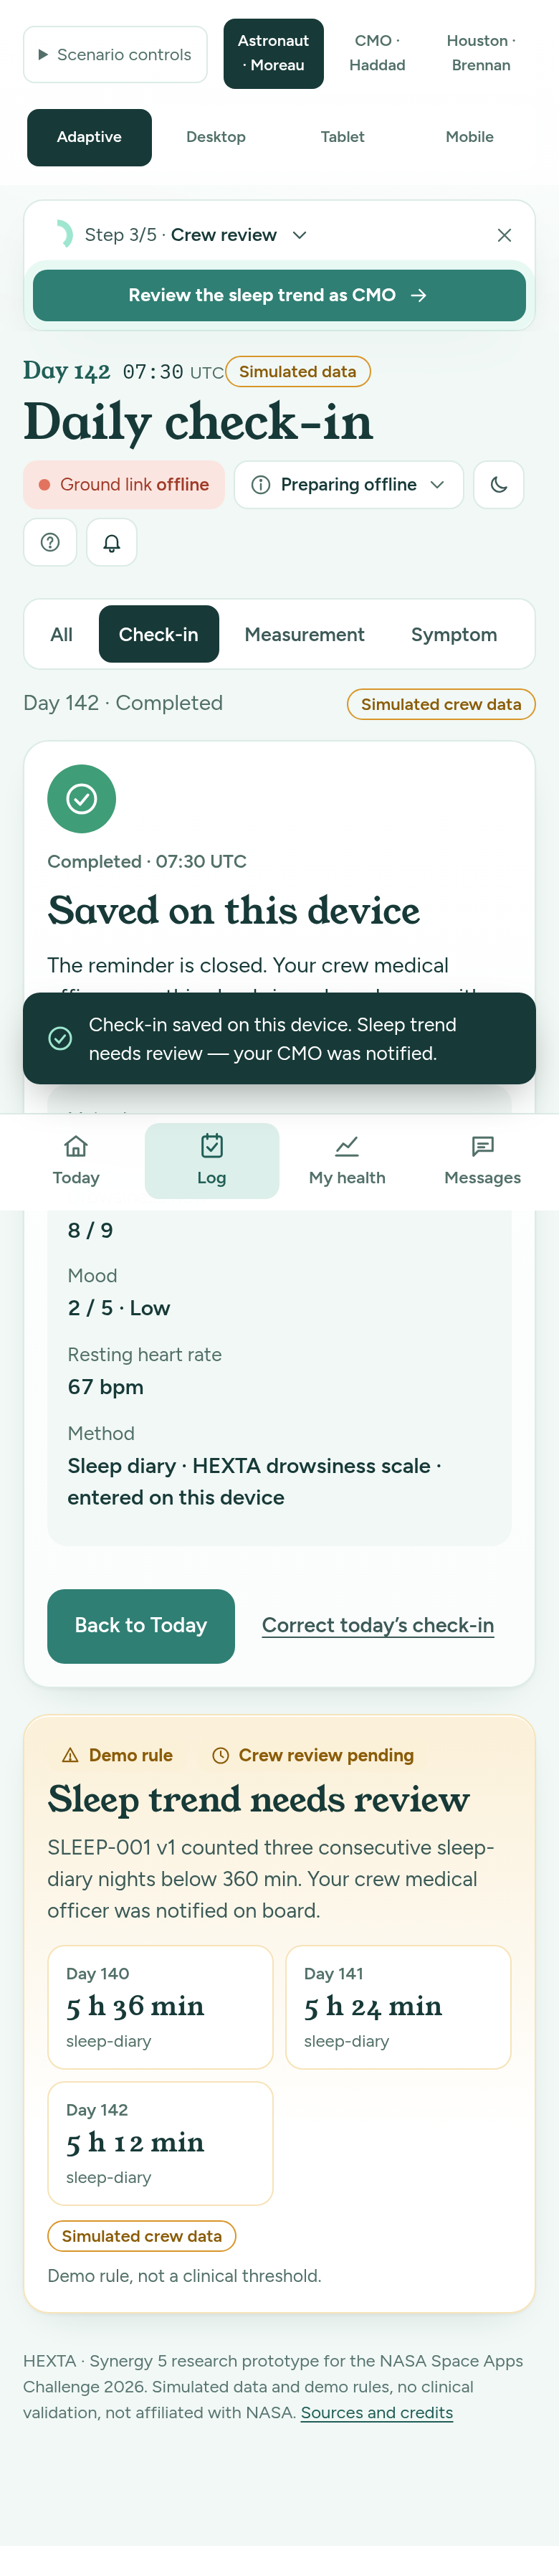 Scenario controls
Astronaut
· Moreau
CMO ·
Haddad
Houston ·
Brennan
Adaptive
Desktop
Tablet
Mobile
Step 3/5 · Crew review
Review the sleep trend as CMO →
Day 142 07:30 UTC Simulated data
Daily check-in
Ground link offline
Preparing offline
All
Check-in
Measurement
Symptom
Day 142 · Completed
Simulated crew data
Completed · 07:30 UTC
Saved on this device
The reminder is closed. Your crew medical
Check-in saved on this device. Sleep trend
needs review — your CMO was notified.
Today
Log
My health
Messages
8 / 9
Mood
2 / 5 · Low
Resting heart rate
67 bpm
Method
Sleep diary · HEXTA drowsiness scale ·
entered on this device
Back to Today
Correct today’s check-in
Demo rule
Crew review pending
Sleep trend needs review
SLEEP-001 v1 counted three consecutive sleep-
diary nights below 360 min. Your crew medical
officer was notified on board.
Day 140
5 h 36 min
sleep-diary
Day 141
5 h 24 min
sleep-diary
Day 142
5 h 12 min
sleep-diary
Simulated crew data
Demo rule, not a clinical threshold.
HEXTA · Synergy 5 research prototype for the NASA Space Apps
Challenge 2026. Simulated data and demo rules, no clinical
validation, not affiliated with NASA. Sources and credits